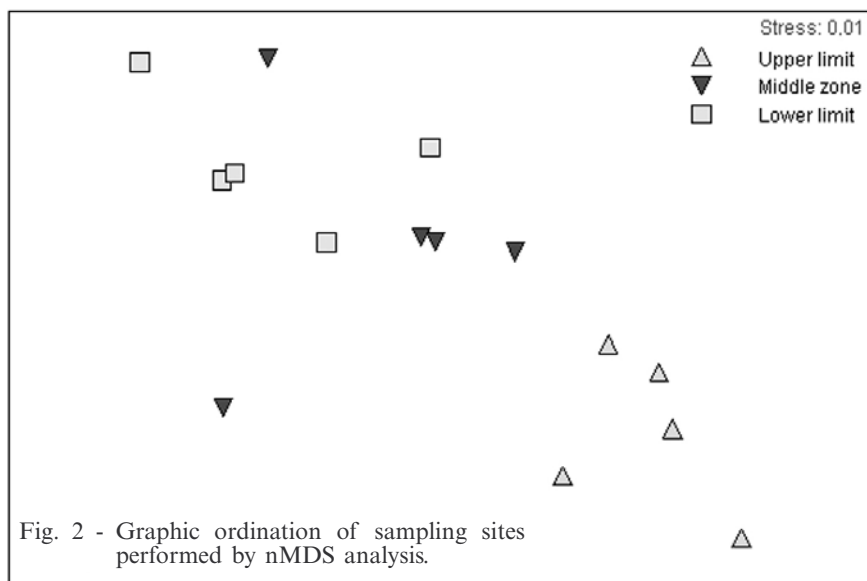 Stress: 0.01
Upper limit
Middle zone
Lower limit
Fig. 2 - Graphic ordination of sampling sites
performed by nMDS analysis.